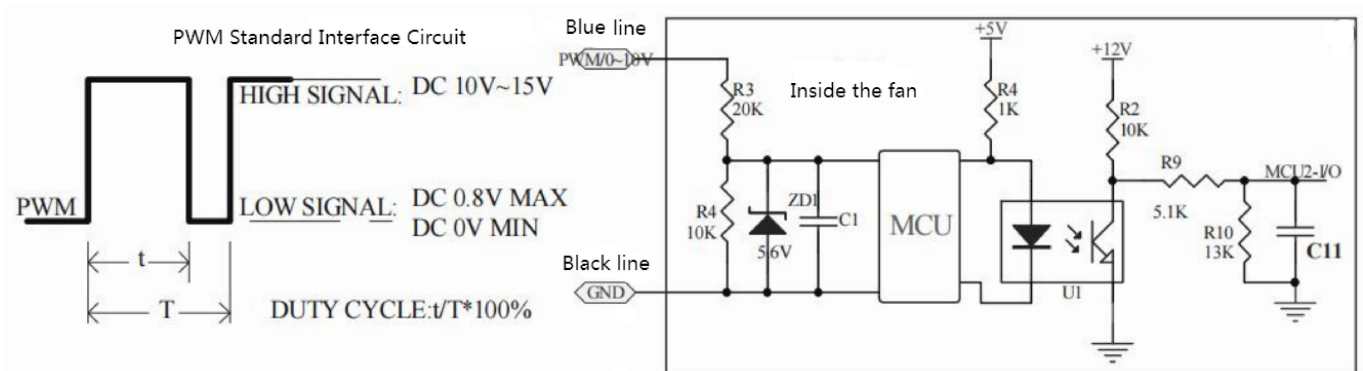 PWM Standard Interface Circuit
HIGH SIGNAL: DC 10V~15V
PWM
LOW SIGNAL: DC 0.8V MAX
DC 0V MIN
t
T
DUTY CYCLE:t/T*100%
Blue line
PWM/0~10V
R3
20K
R4
10K
ZD1
5.6V
C1
Black line
GND
Inside the fan
MCU
+5V
R4
1K
+12V
R2
10K
U1
R9
5.1K
MCU2-I/O
R10
13K
C11